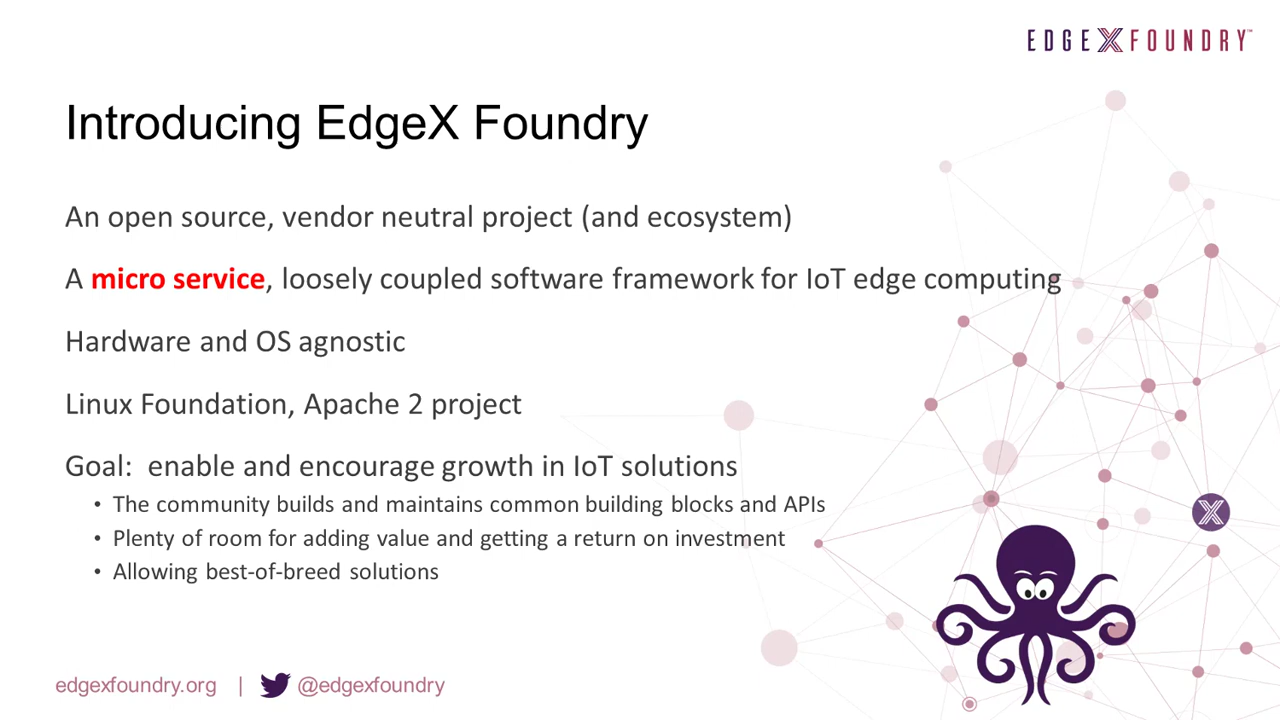 EDGE X FOUNDRY™
Introducing EdgeX Foundry
An open source, vendor neutral project (and ecosystem)
A micro service, loosely coupled software framework for IoT edge computing
Hardware and OS agnostic
Linux Foundation, Apache 2 project
Goal:  enable and encourage growth in IoT solutions
• The community builds and maintains common building blocks and APIs
• Plenty of room for adding value and getting a return on investment
• Allowing best-of-breed solutions
X
edgexfoundry.org | @edgexfoundry